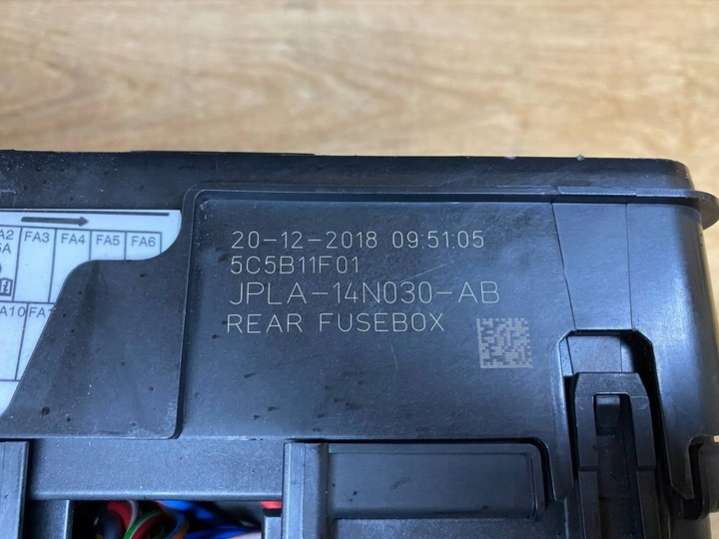 20-12-2018 09:51:05
5C5B11F01
JPLA-14N030-AB
REAR FUSEBOX
FA3 FA4 FA5 FA6